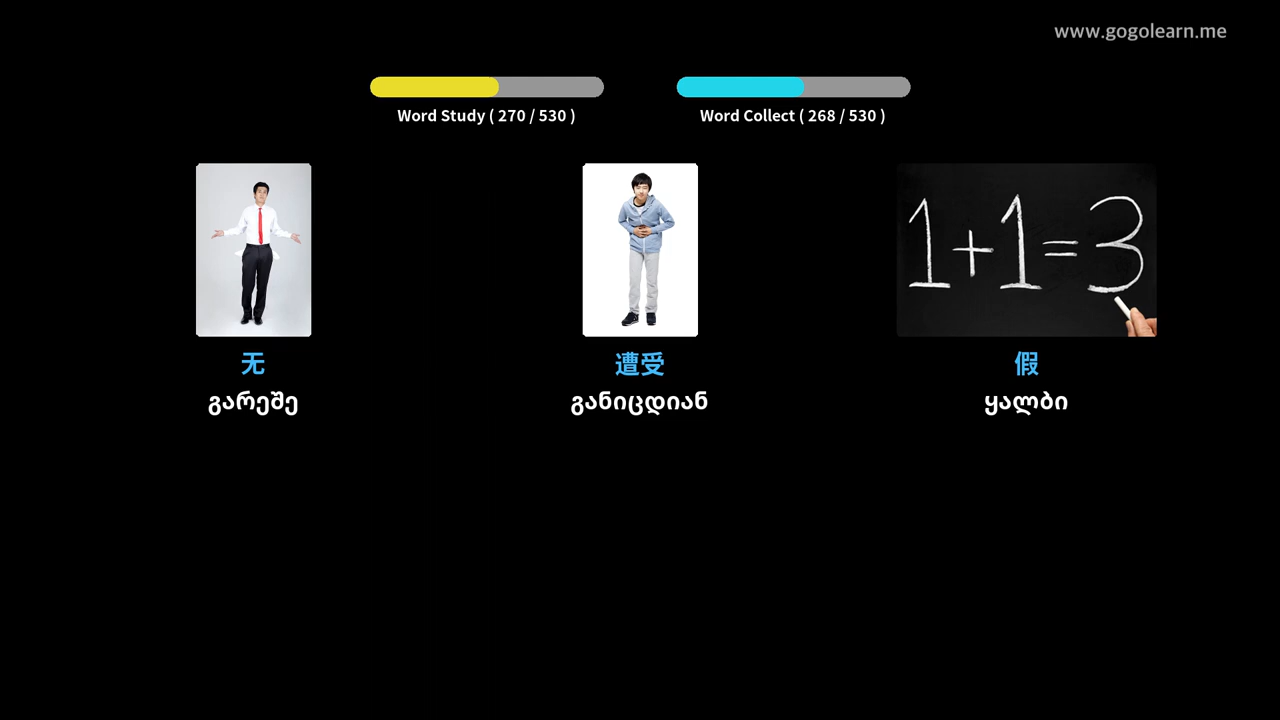 www.gogolearn.me
Word Study ( 270 / 530 )
Word Collect ( 268 / 530 )
1+1=3
无
遭受
假
გარეშე
განიცდიან
ყალბი